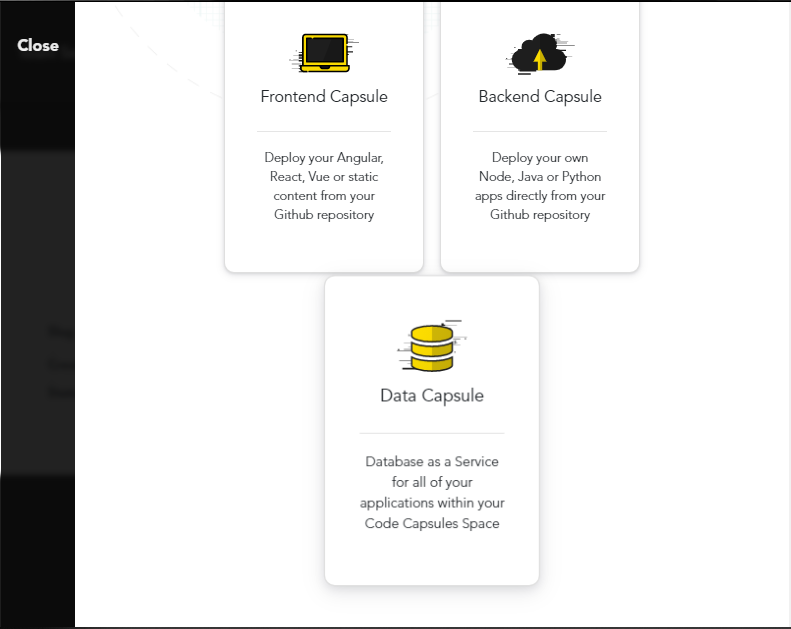 Close
Frontend Capsule
Deploy your Angular,
React, Vue or static
content from your
Github repository
Backend Capsule
Deploy your own
Node, Java or Python
apps directly from your
Github repository
Data Capsule
Database as a Service
for all of your
applications within your
Code Capsules Space